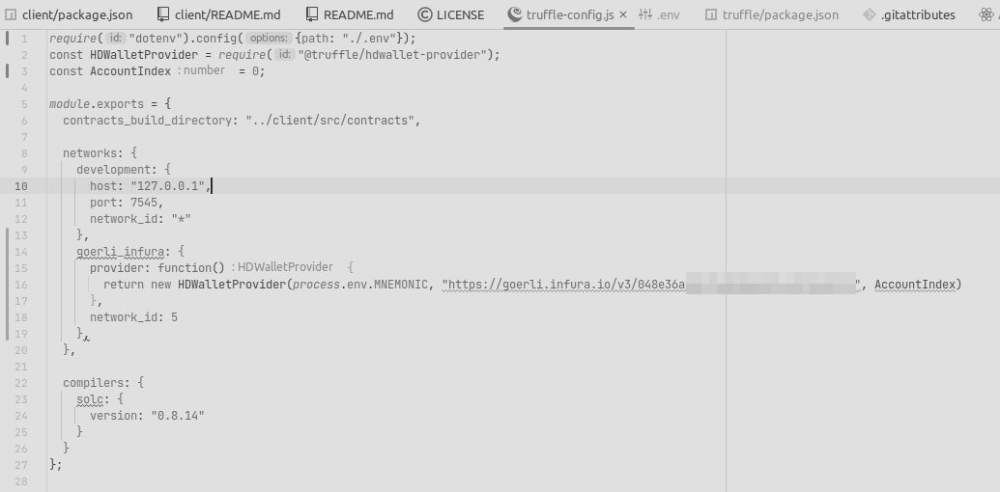 client/package.json client/README.md README.md LICENSE truffle-config.js × .env truffle/package.json .gitattributes
1 require( id: "dotenv").config( options: {path: "./.env"});
2 const HDWalletProvider = require( id: "@truffle/hdwallet-provider");
3 const AccountIndex : number = 0;
4
5 module.exports = {
6 contracts_build_directory: "../client/src/contracts",
7
8 networks: {
9 development: {
10 host: "127.0.0.1",
11 port: 7545,
12 network_id: "*"
13 },
14 goerli_infura: {
15 provider: function() : HDWalletProvider {
16 return new HDWalletProvider(process.env.MNEMONIC, "https://goerli.infura.io/v3/048e36a", AccountIndex)
17 },
18 network_id: 5
19 },
20 },
21
22 compilers: {
23 solc: {
24 version: "0.8.14"
25 }
26 }
27 };
28